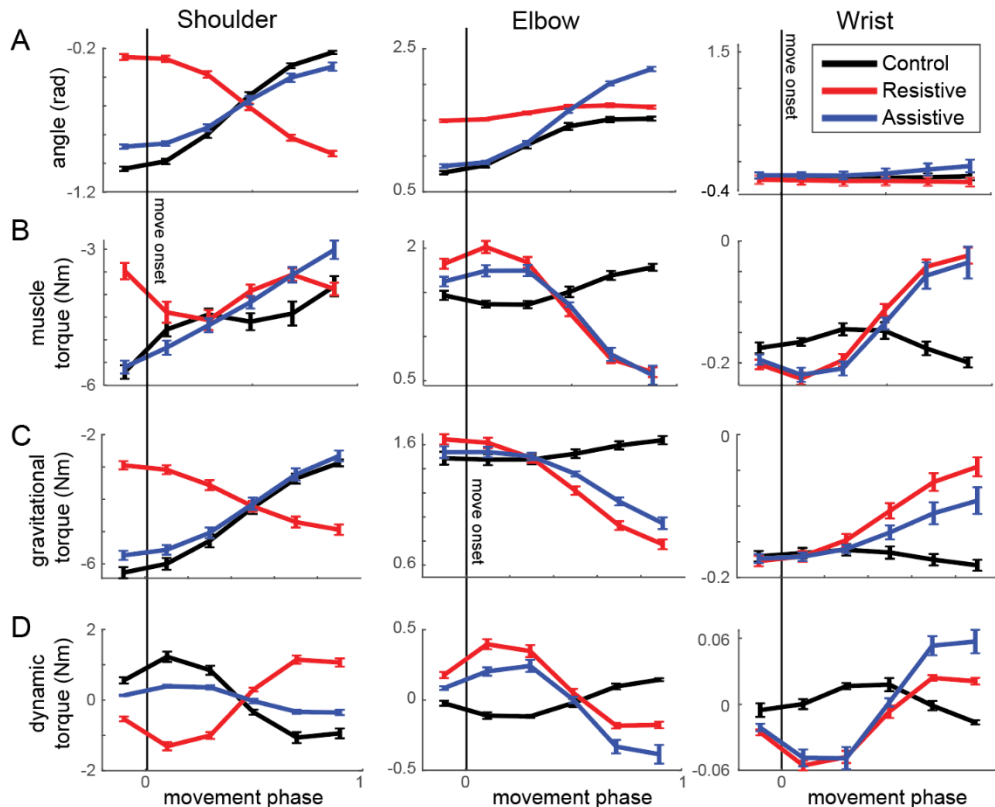 Shoulder
Elbow
Wrist
A
angle (rad)
-0.2
-1.2
move onset
2.5
0.5
1.5
-0.4
move onset
Control
Resistive
Assistive
B
muscle
torque (Nm)
-3
-6
2
0.5
0
-0.2
C
gravitational
torque (Nm)
-2
-6
1.6
0.6
move onset
0
-0.2
D
dynamic
torque (Nm)
2
0
-2
0.5
0
-0.5
0.06
0
-0.06
0
1
movement phase
0
1
movement phase
0
1
movement phase